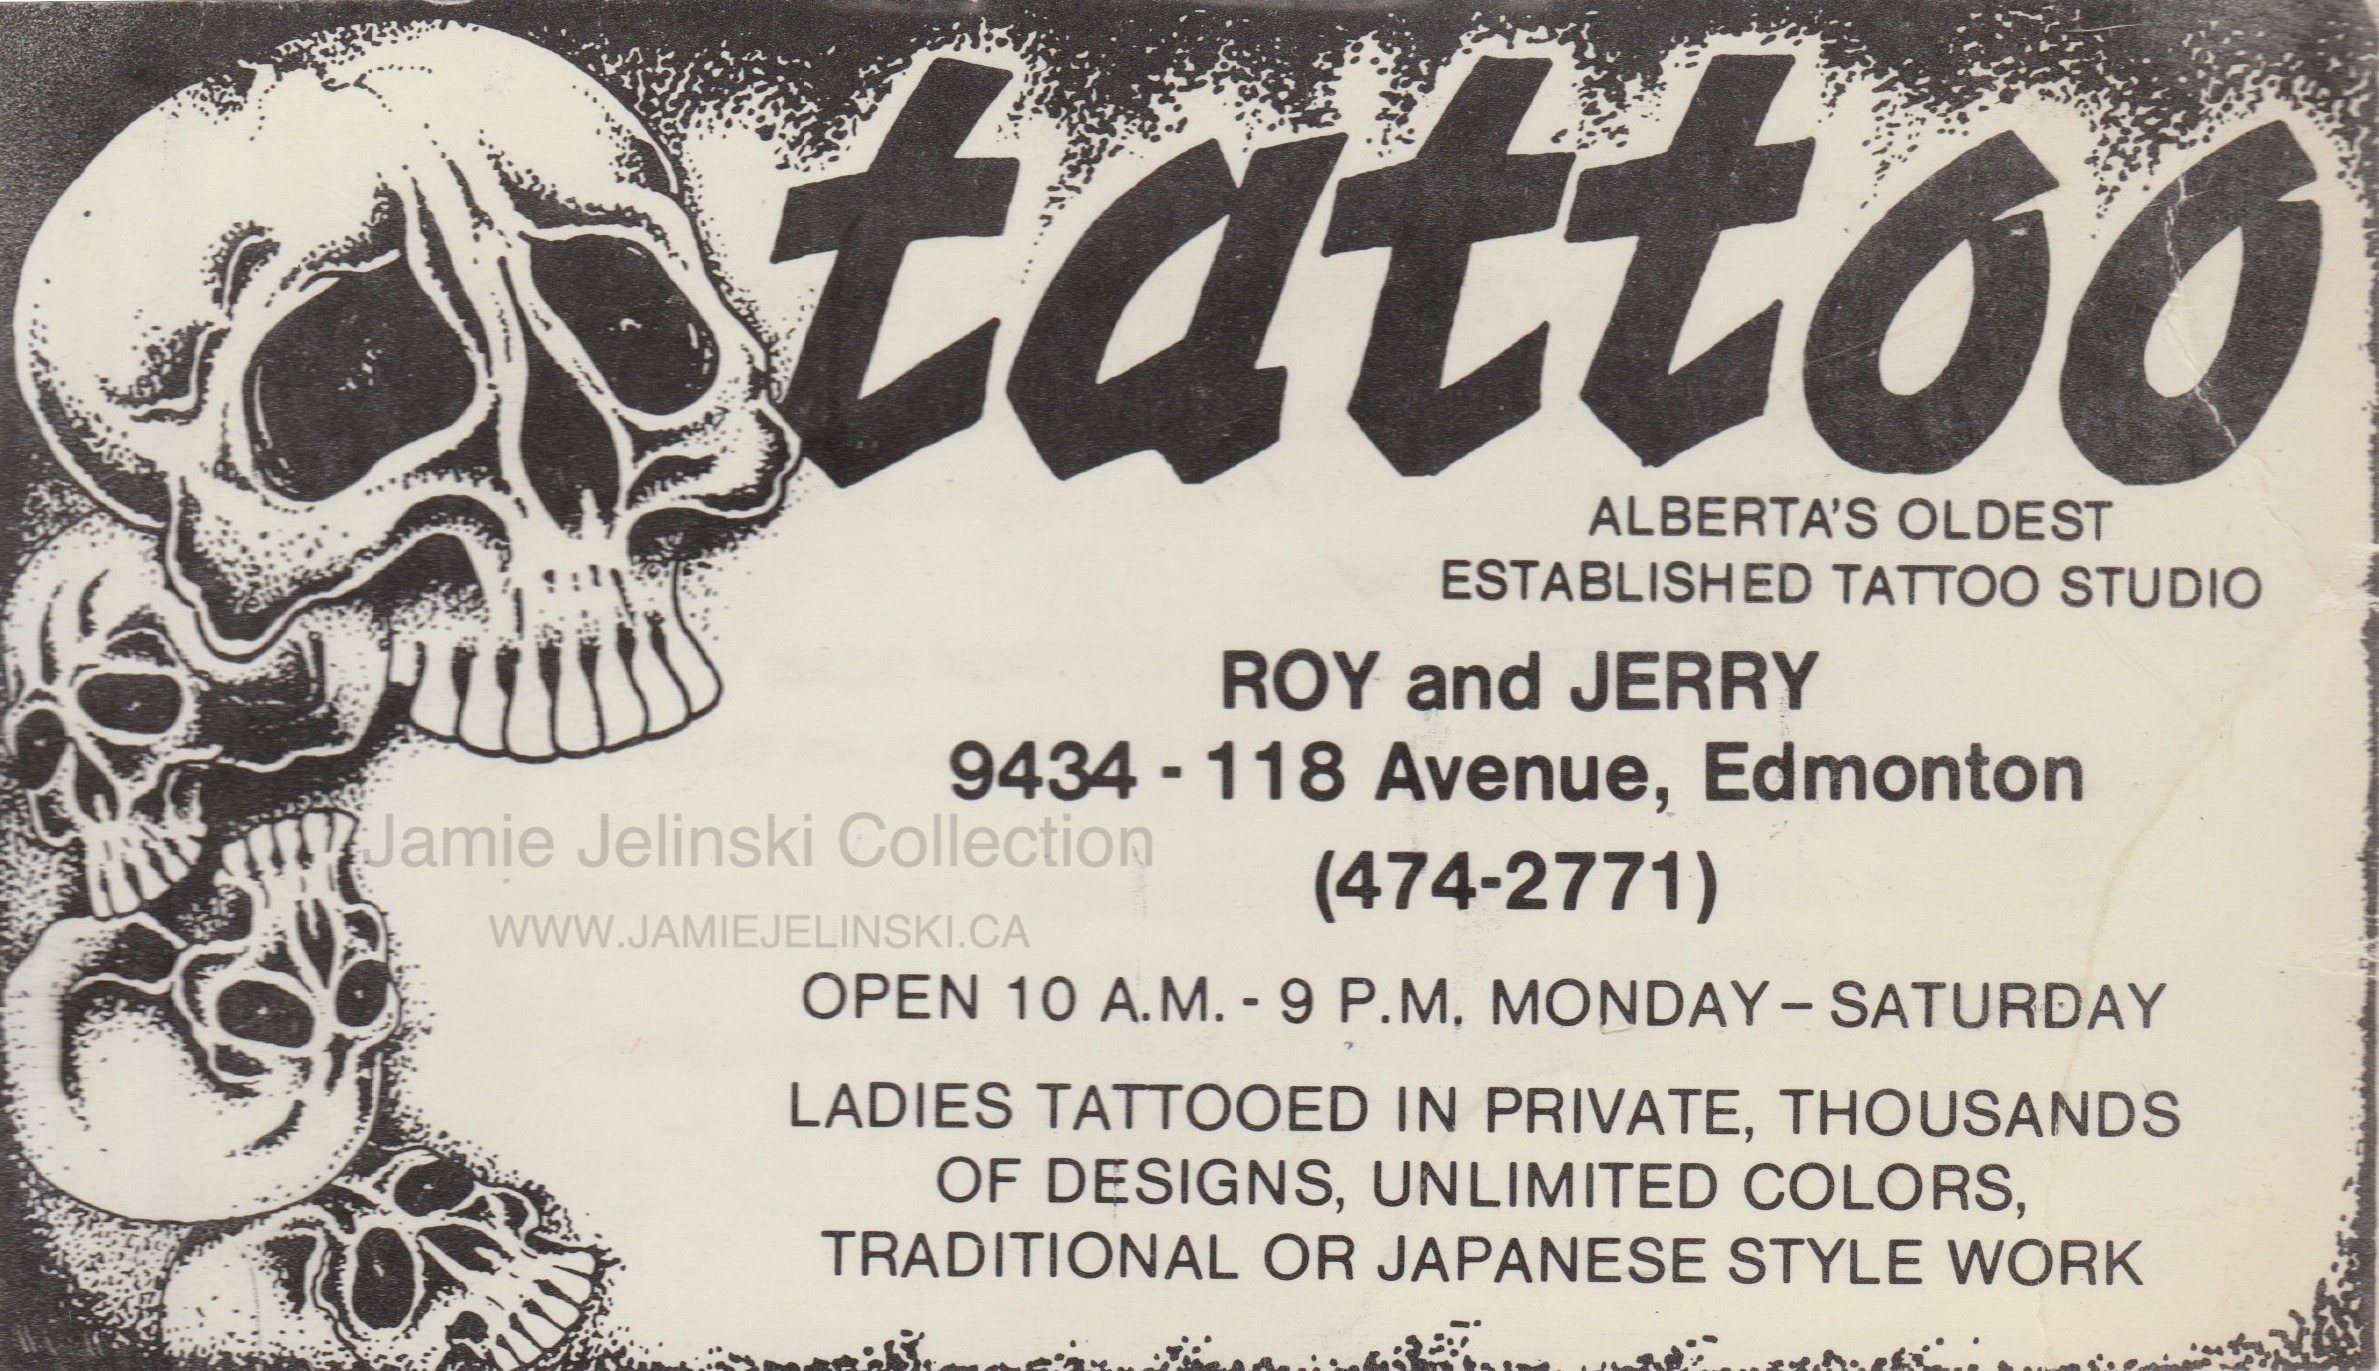 tattoo
ALBERTA'S OLDEST
ESTABLISHED TATTOO STUDIO
ROY and JERRY
9434 - 118 Avenue, Edmonton
Jamie Jelinski Collection
(474-2771)
WWW.JAMIEJELINSKI.CA
OPEN 10 A.M. - 9 P.M. MONDAY – SATURDAY
LADIES TATTOOED IN PRIVATE, THOUSANDS
OF DESIGNS, UNLIMITED COLORS,
TRADITIONAL OR JAPANESE STYLE WORK